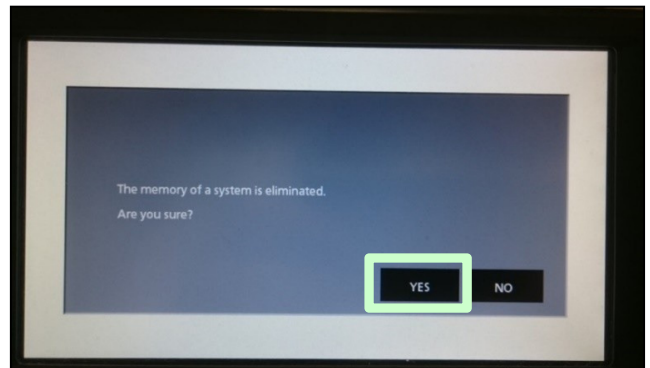 The memory of a system is eliminated.
Are you sure?
YES NO